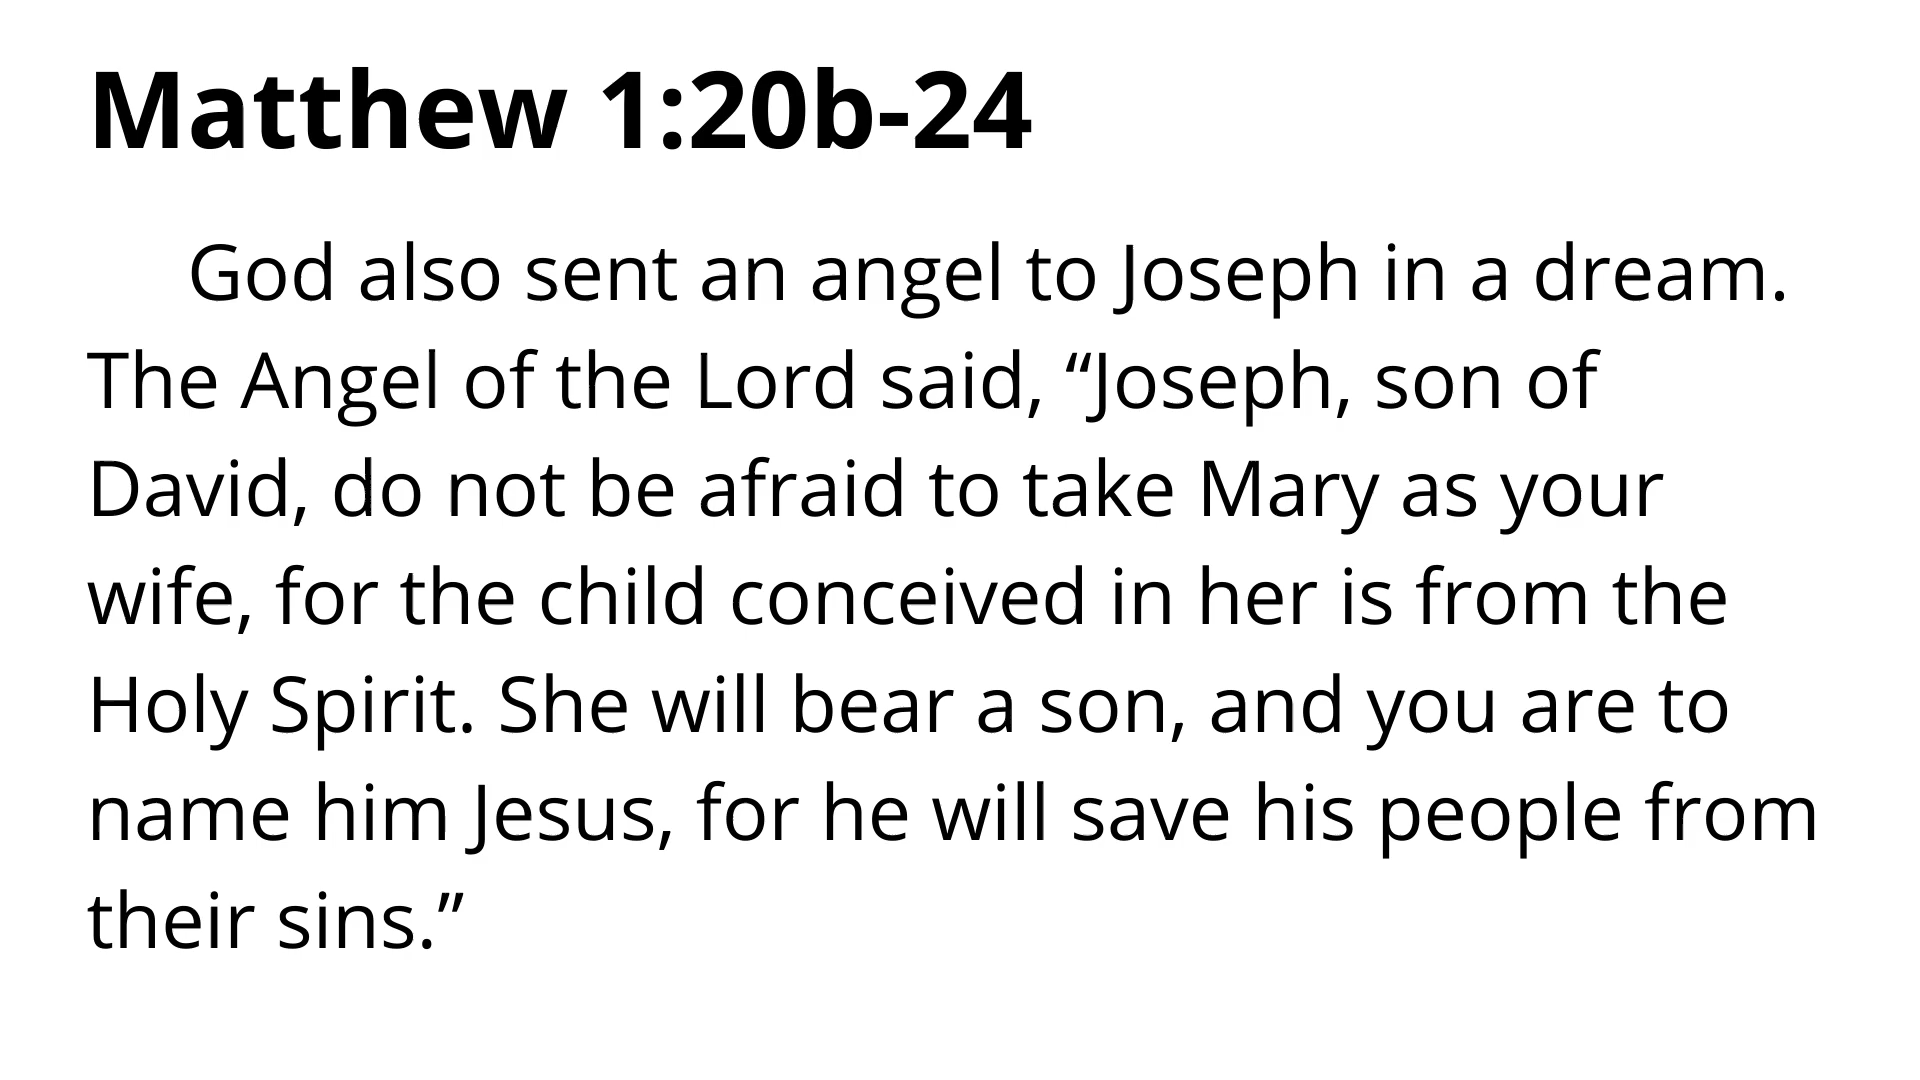 Matthew 1:20b-24
God also sent an angel to Joseph in a dream.
The Angel of the Lord said, “Joseph, son of
David, do not be afraid to take Mary as your
wife, for the child conceived in her is from the
Holy Spirit. She will bear a son, and you are to
name him Jesus, for he will save his people from
their sins.”